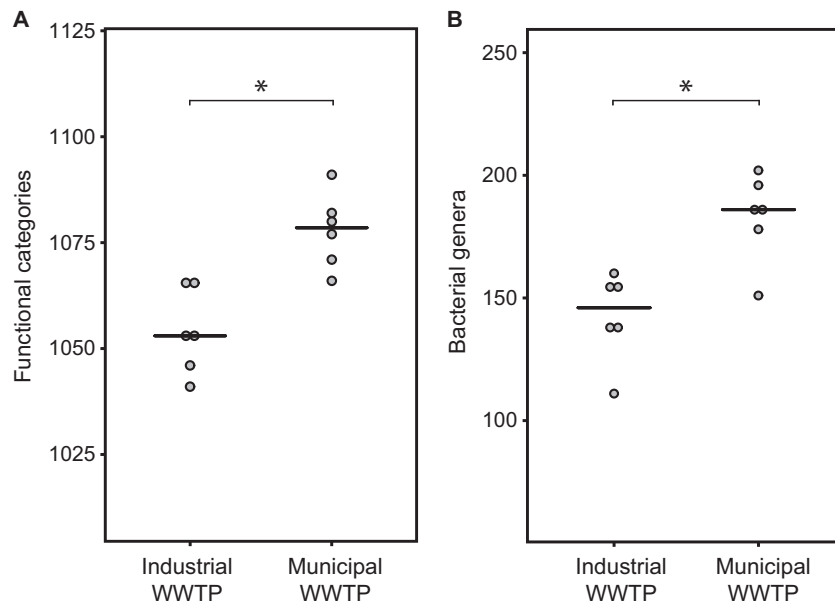 A
Functional categories
1125
1100
1075
1050
1025
*
Industrial
WWTP
Municipal
WWTP
B
Bacterial genera
250
200
150
100
*
Industrial
WWTP
Municipal
WWTP